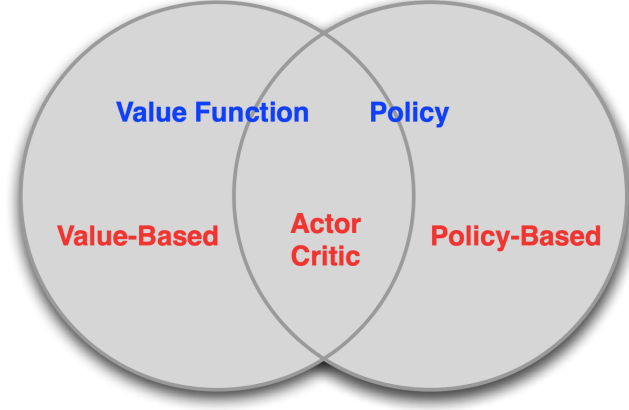 Value Function
Policy
Value-Based
Actor
Critic
Policy-Based